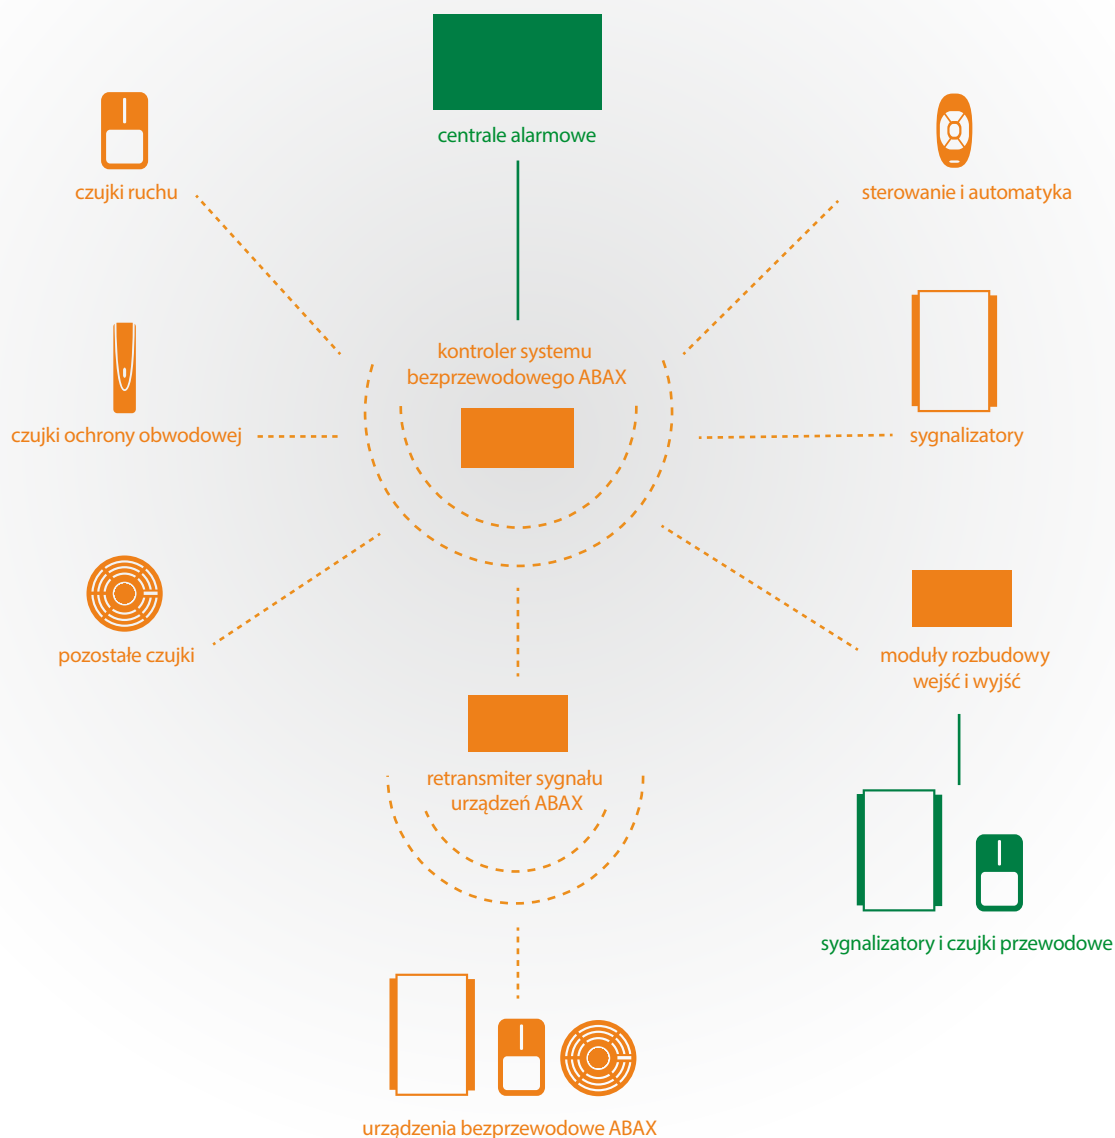 centrale alarmowe
czujki ruchu
sterowanie i automatyka
kontroler systemu
bezprzewodowego ABAX
czujki ochrony obwodowej
sygnalizatory
pozostałe czujki
moduły rozbudowy
wejść i wyjść
retransmiter sygnału
urządzeń ABAX
sygnalizatory i czujki przewodowe
urządzenia bezprzewodowe ABAX